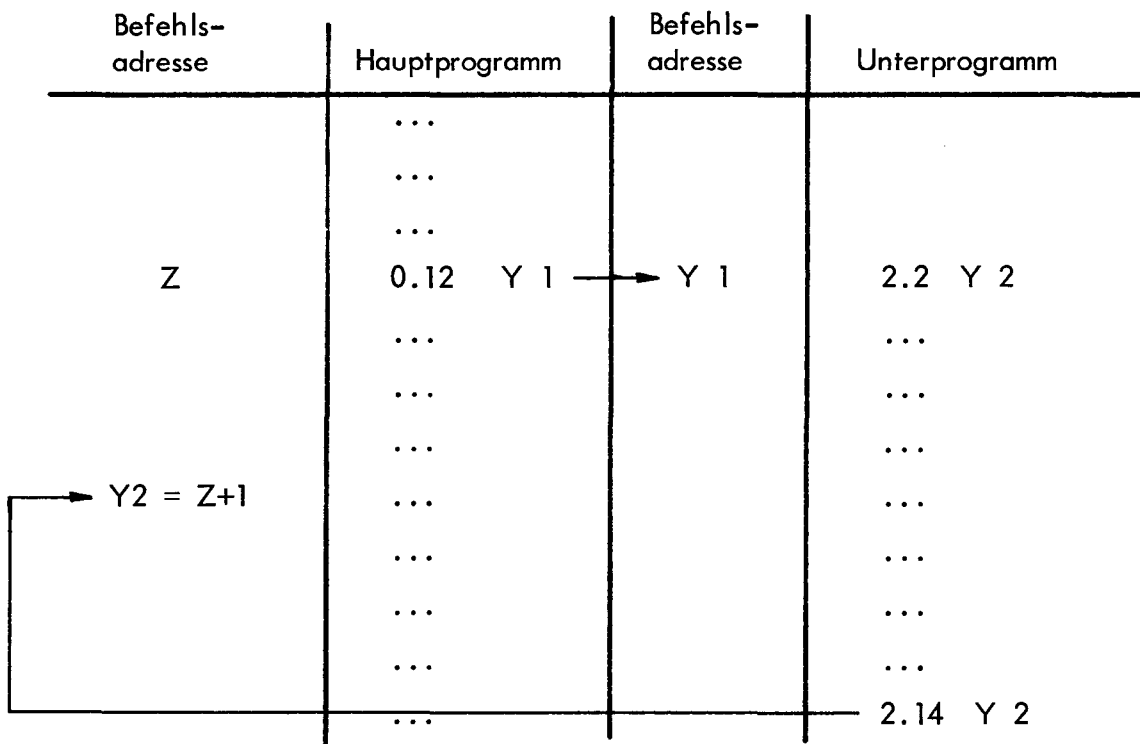 Befehls- Befehls-
adresse Hauptprogramm adresse Unterprogramm
...
...
...
Z 0.12 Y 1 Y 1 2.2 Y 2
... ...
... ...
... ...
Y2 = Z+1 ... ...
... ...
... ...
... ...
... 2.14 Y 2